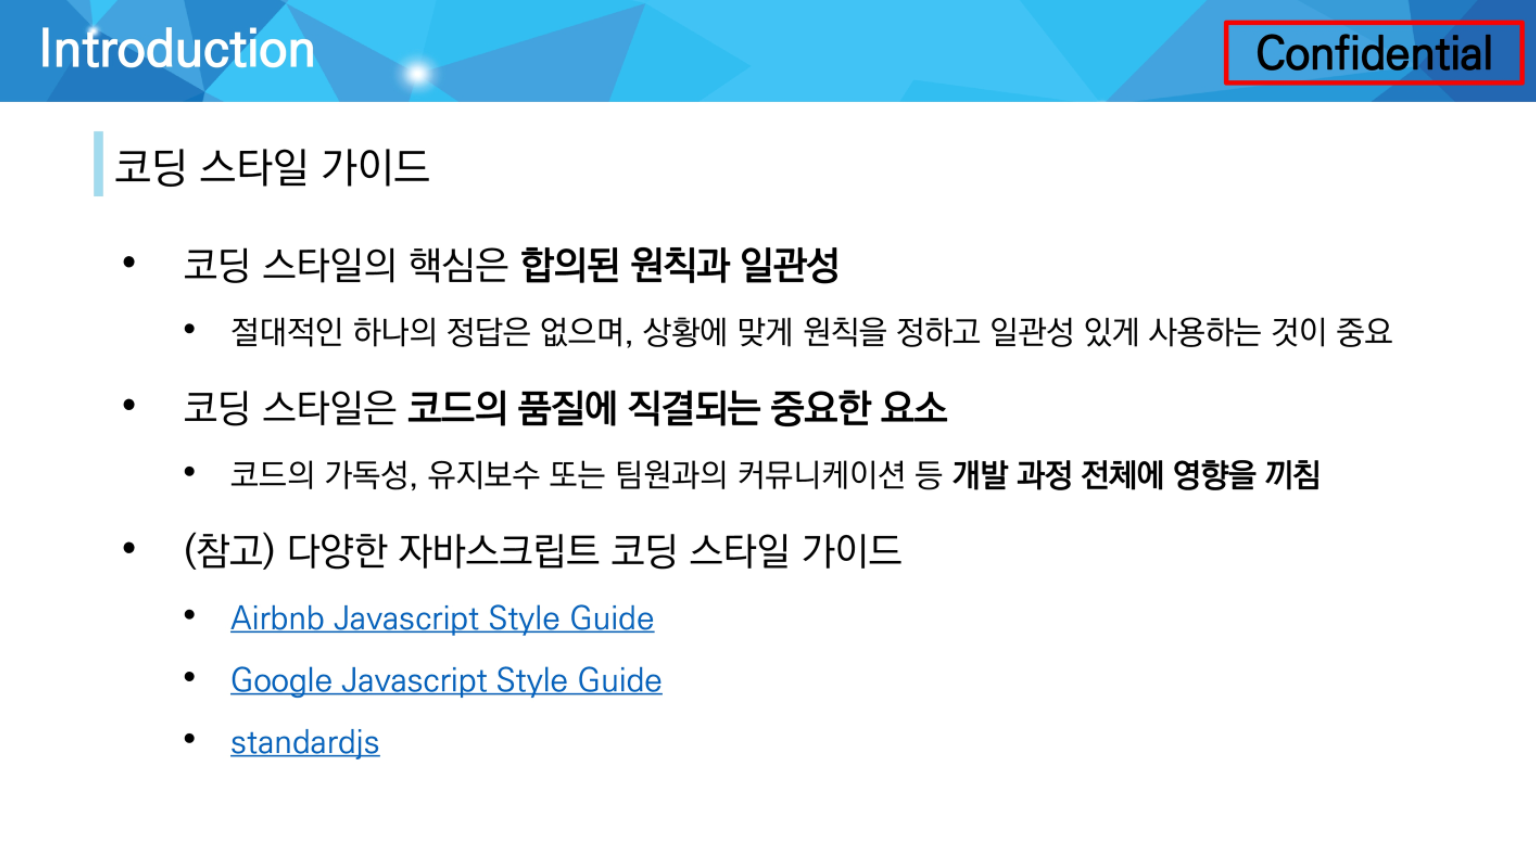 Introduction
Confidential
코딩 스타일 가이드
• 코딩 스타일의 핵심은 합의된 원칙과 일관성
• 절대적인 하나의 정답은 없으며, 상황에 맞게 원칙을 정하고 일관성 있게 사용하는 것이 중요
• 코딩 스타일은 코드의 품질에 직결되는 중요한 요소
• 코드의 가독성, 유지보수 또는 팀원과의 커뮤니케이션 등 개발 과정 전체에 영향을 끼침
• (참고) 다양한 자바스크립트 코딩 스타일 가이드
• Airbnb Javascript Style Guide
• Google Javascript Style Guide
• standardjs